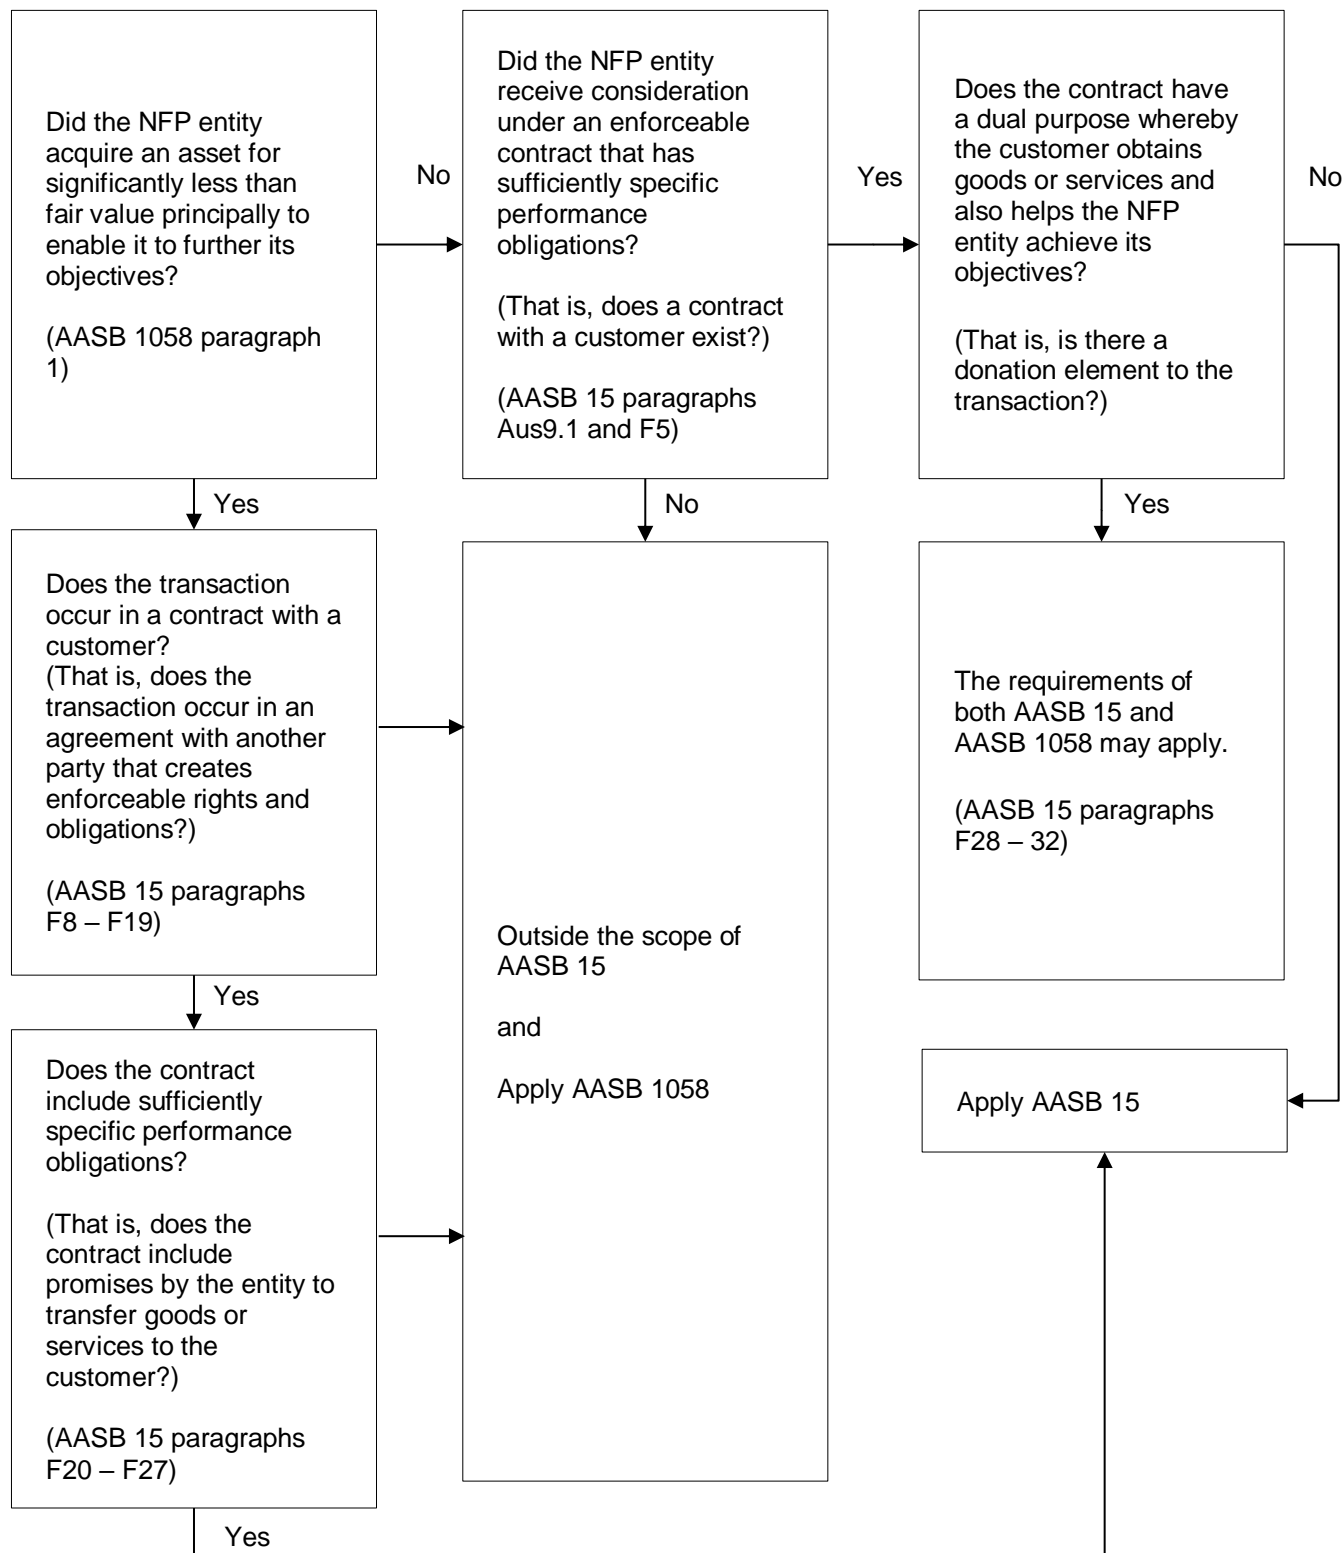 Did the NFP entity
acquire an asset for
significantly less than
fair value principally to
enable it to further its
objectives?
(AASB 1058 paragraph
1)
No
Did the NFP entity
receive consideration
under an enforceable
contract that has
sufficiently specific
performance
obligations?
(That is, does a contract
with a customer exist?)
(AASB 15 paragraphs
Aus9.1 and F5)
Yes
Does the contract have
a dual purpose whereby
the customer obtains
goods or services and
also helps the NFP
entity achieve its
objectives?
(That is, is there a
donation element to the
transaction?)
No
Yes
No
Yes
Does the transaction
occur in a contract with a
customer?
(That is, does the
transaction occur in an
agreement with another
party that creates
enforceable rights and
obligations?)
(AASB 15 paragraphs
F8 – F19)
Outside the scope of
AASB 15
and
Apply AASB 1058
The requirements of
both AASB 15 and
AASB 1058 may apply.
(AASB 15 paragraphs
F28 – 32)
Yes
Does the contract
include sufficiently
specific performance
obligations?
(That is, does the
contract include
promises by the entity to
transfer goods or
services to the
customer?)
(AASB 15 paragraphs
F20 – F27)
Apply AASB 15
Yes